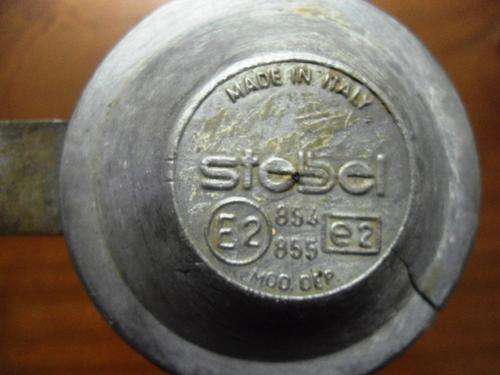 MADE IN ITALY
stebel
E2 854 e2
855
MOD. DEP.